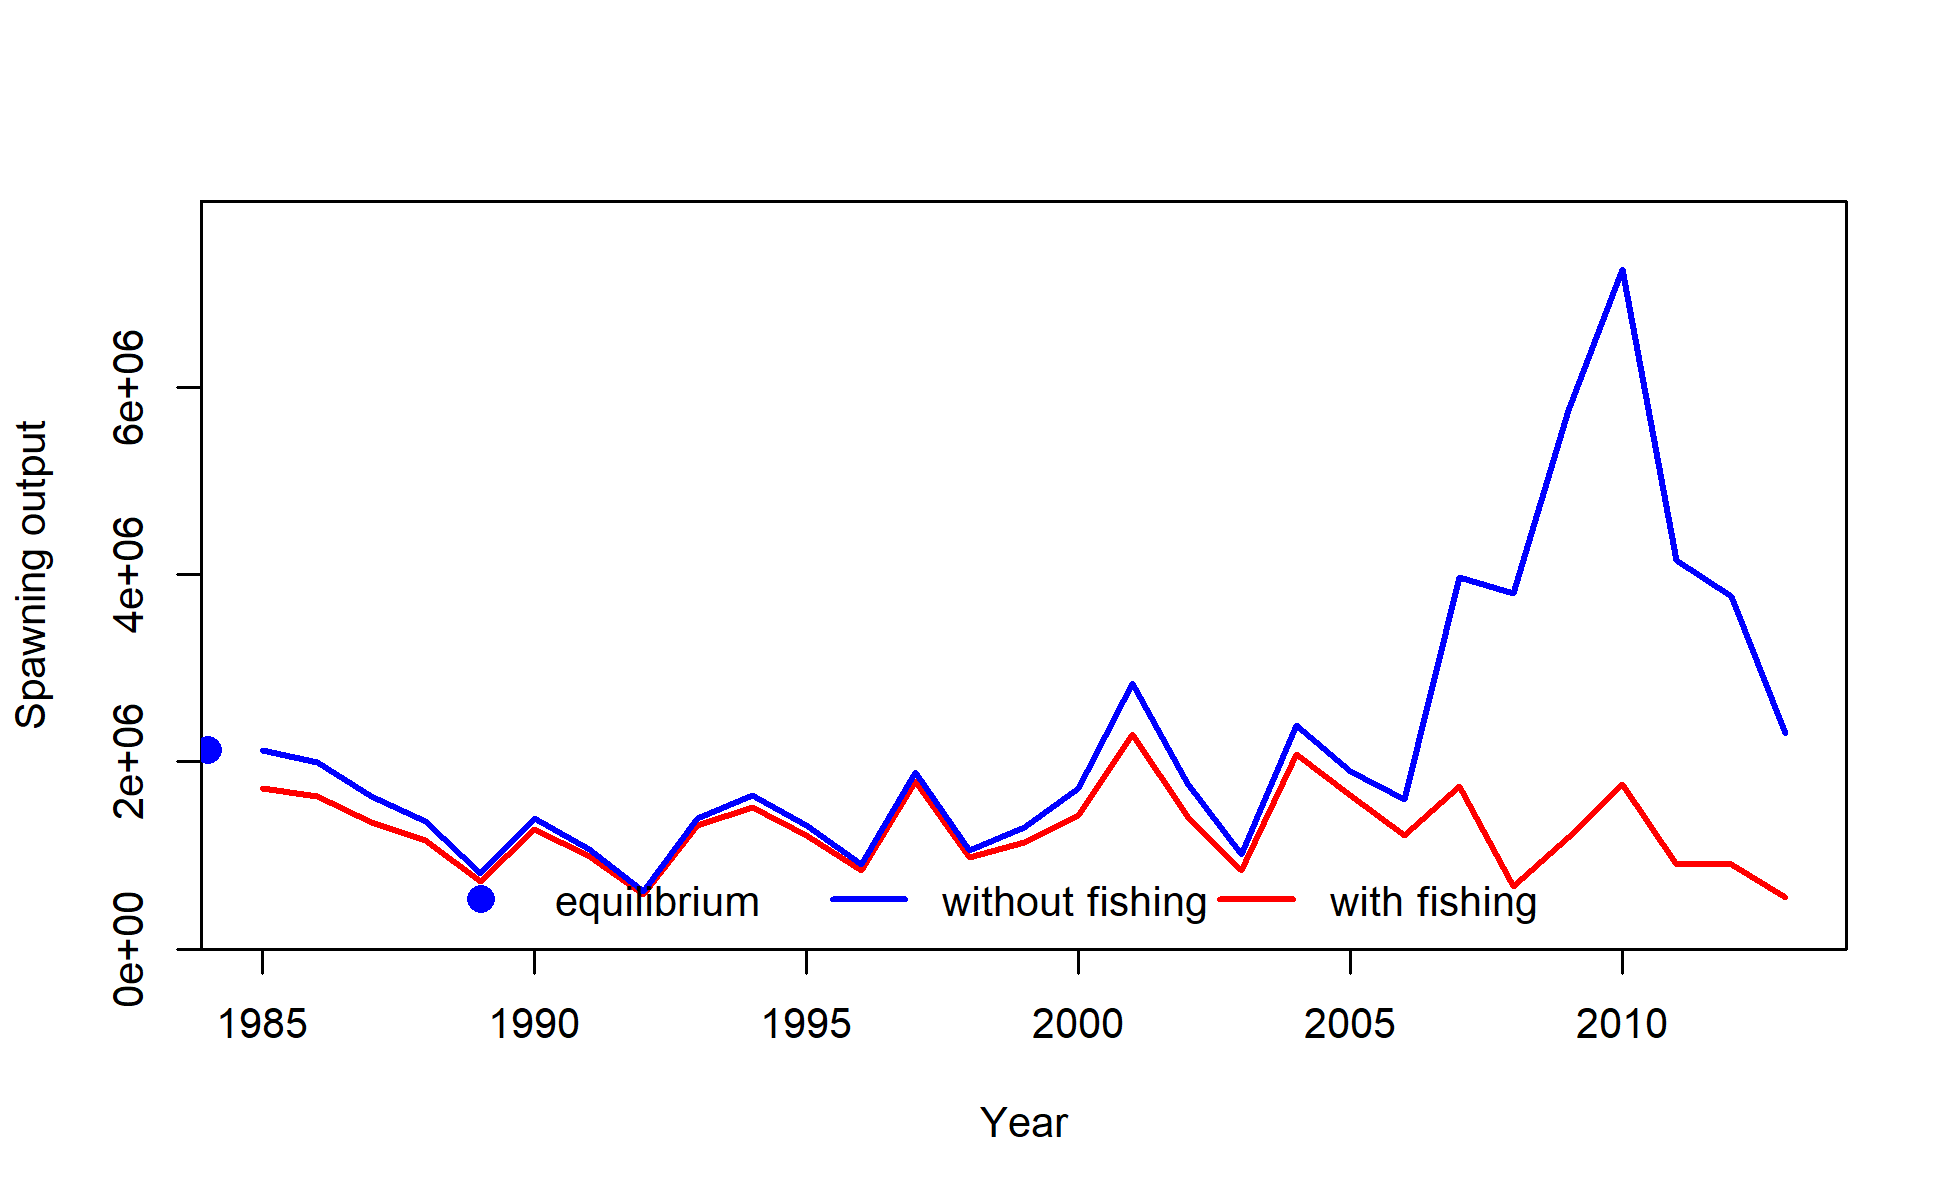 Spawning output
6e+06
4e+06
2e+06
0e+00
equilibrium without fishing with fishing
1985 1990 1995 2000 2005 2010
Year